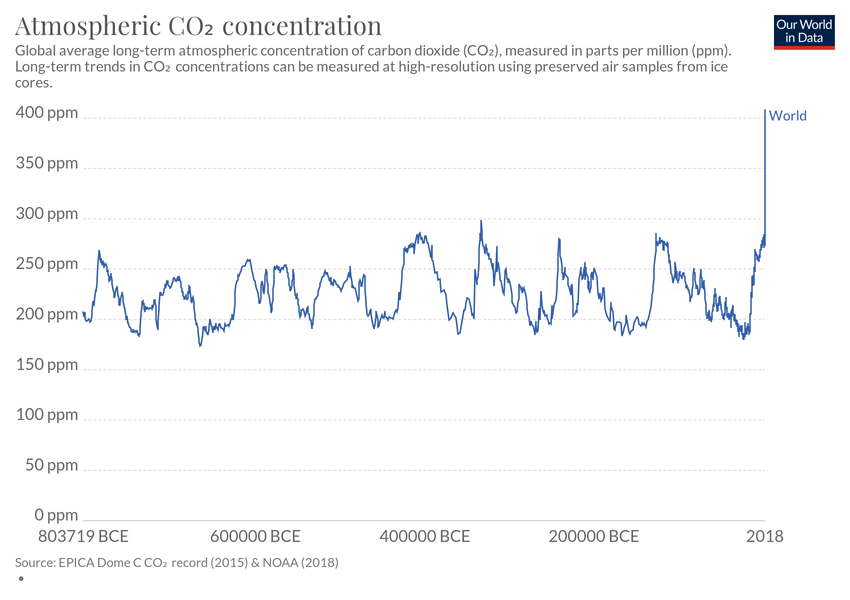 Atmospheric CO₂ concentration
Our World
in Data
Global average long-term atmospheric concentration of carbon dioxide (CO₂), measured in parts per million (ppm).
Long-term trends in CO₂ concentrations can be measured at high-resolution using preserved air samples from ice
cores.
400 ppm
World
350 ppm
300 ppm
250 ppm
200 ppm
150 ppm
100 ppm
50 ppm
0 ppm
803719 BCE 600000 BCE 400000 BCE 200000 BCE 2018
Source: EPICA Dome C CO₂ record (2015) & NOAA (2018)
•